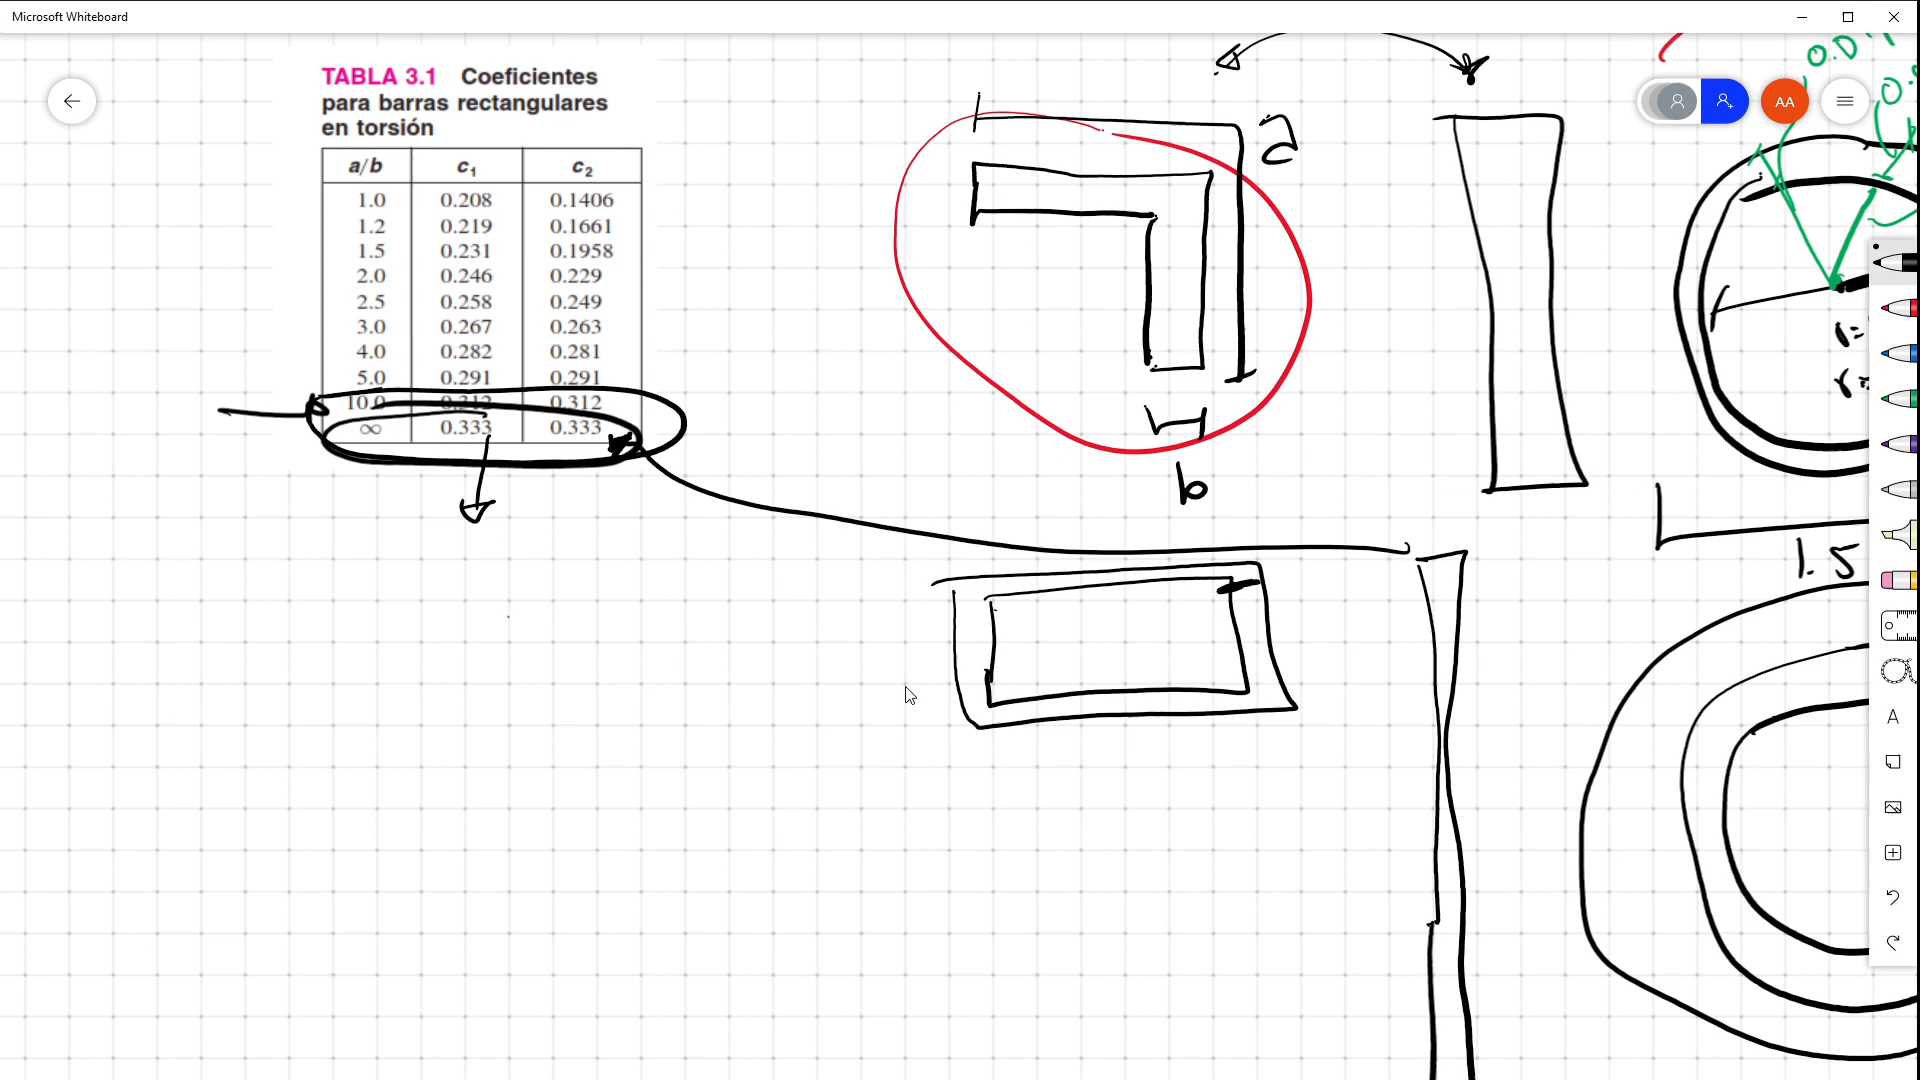 Microsoft Whiteboard
TABLA 3.1 Coeficientes
para barras rectangulares
en torsión
a/b c₁ c₂
1.0 0.208 0.1406
1.2 0.219 0.1661
1.5 0.231 0.1958
2.0 0.246 0.229
2.5 0.258 0.249
3.0 0.267 0.263
4.0 0.282 0.281
5.0 0.291 0.291
10.0 0.312 0.312
∞ 0.333 0.333
a
b
AA
1.5
A